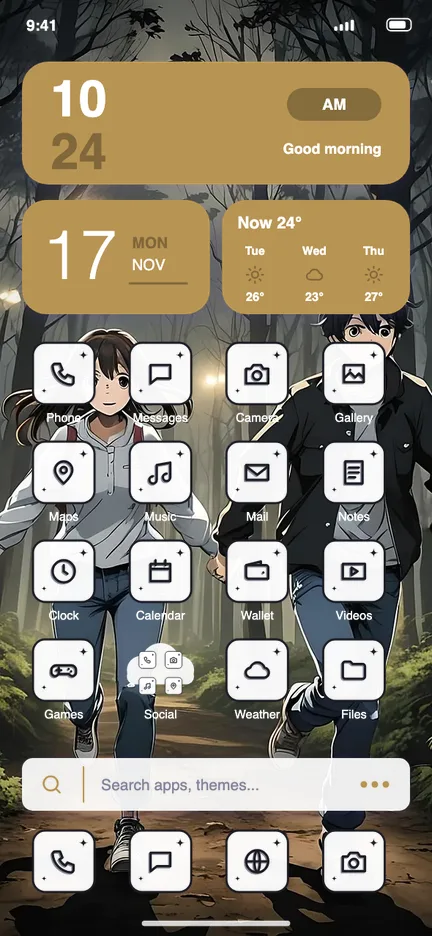 9:41
10
24
AM
Good morning
17
MON
NOV
Now 24°
Tue Wed Thu
26° 23° 27°
Phone Messages Camera Gallery
Maps Music Mail Notes
Clock Calendar Wallet Videos
Games Social Weather Files
Search apps, themes...